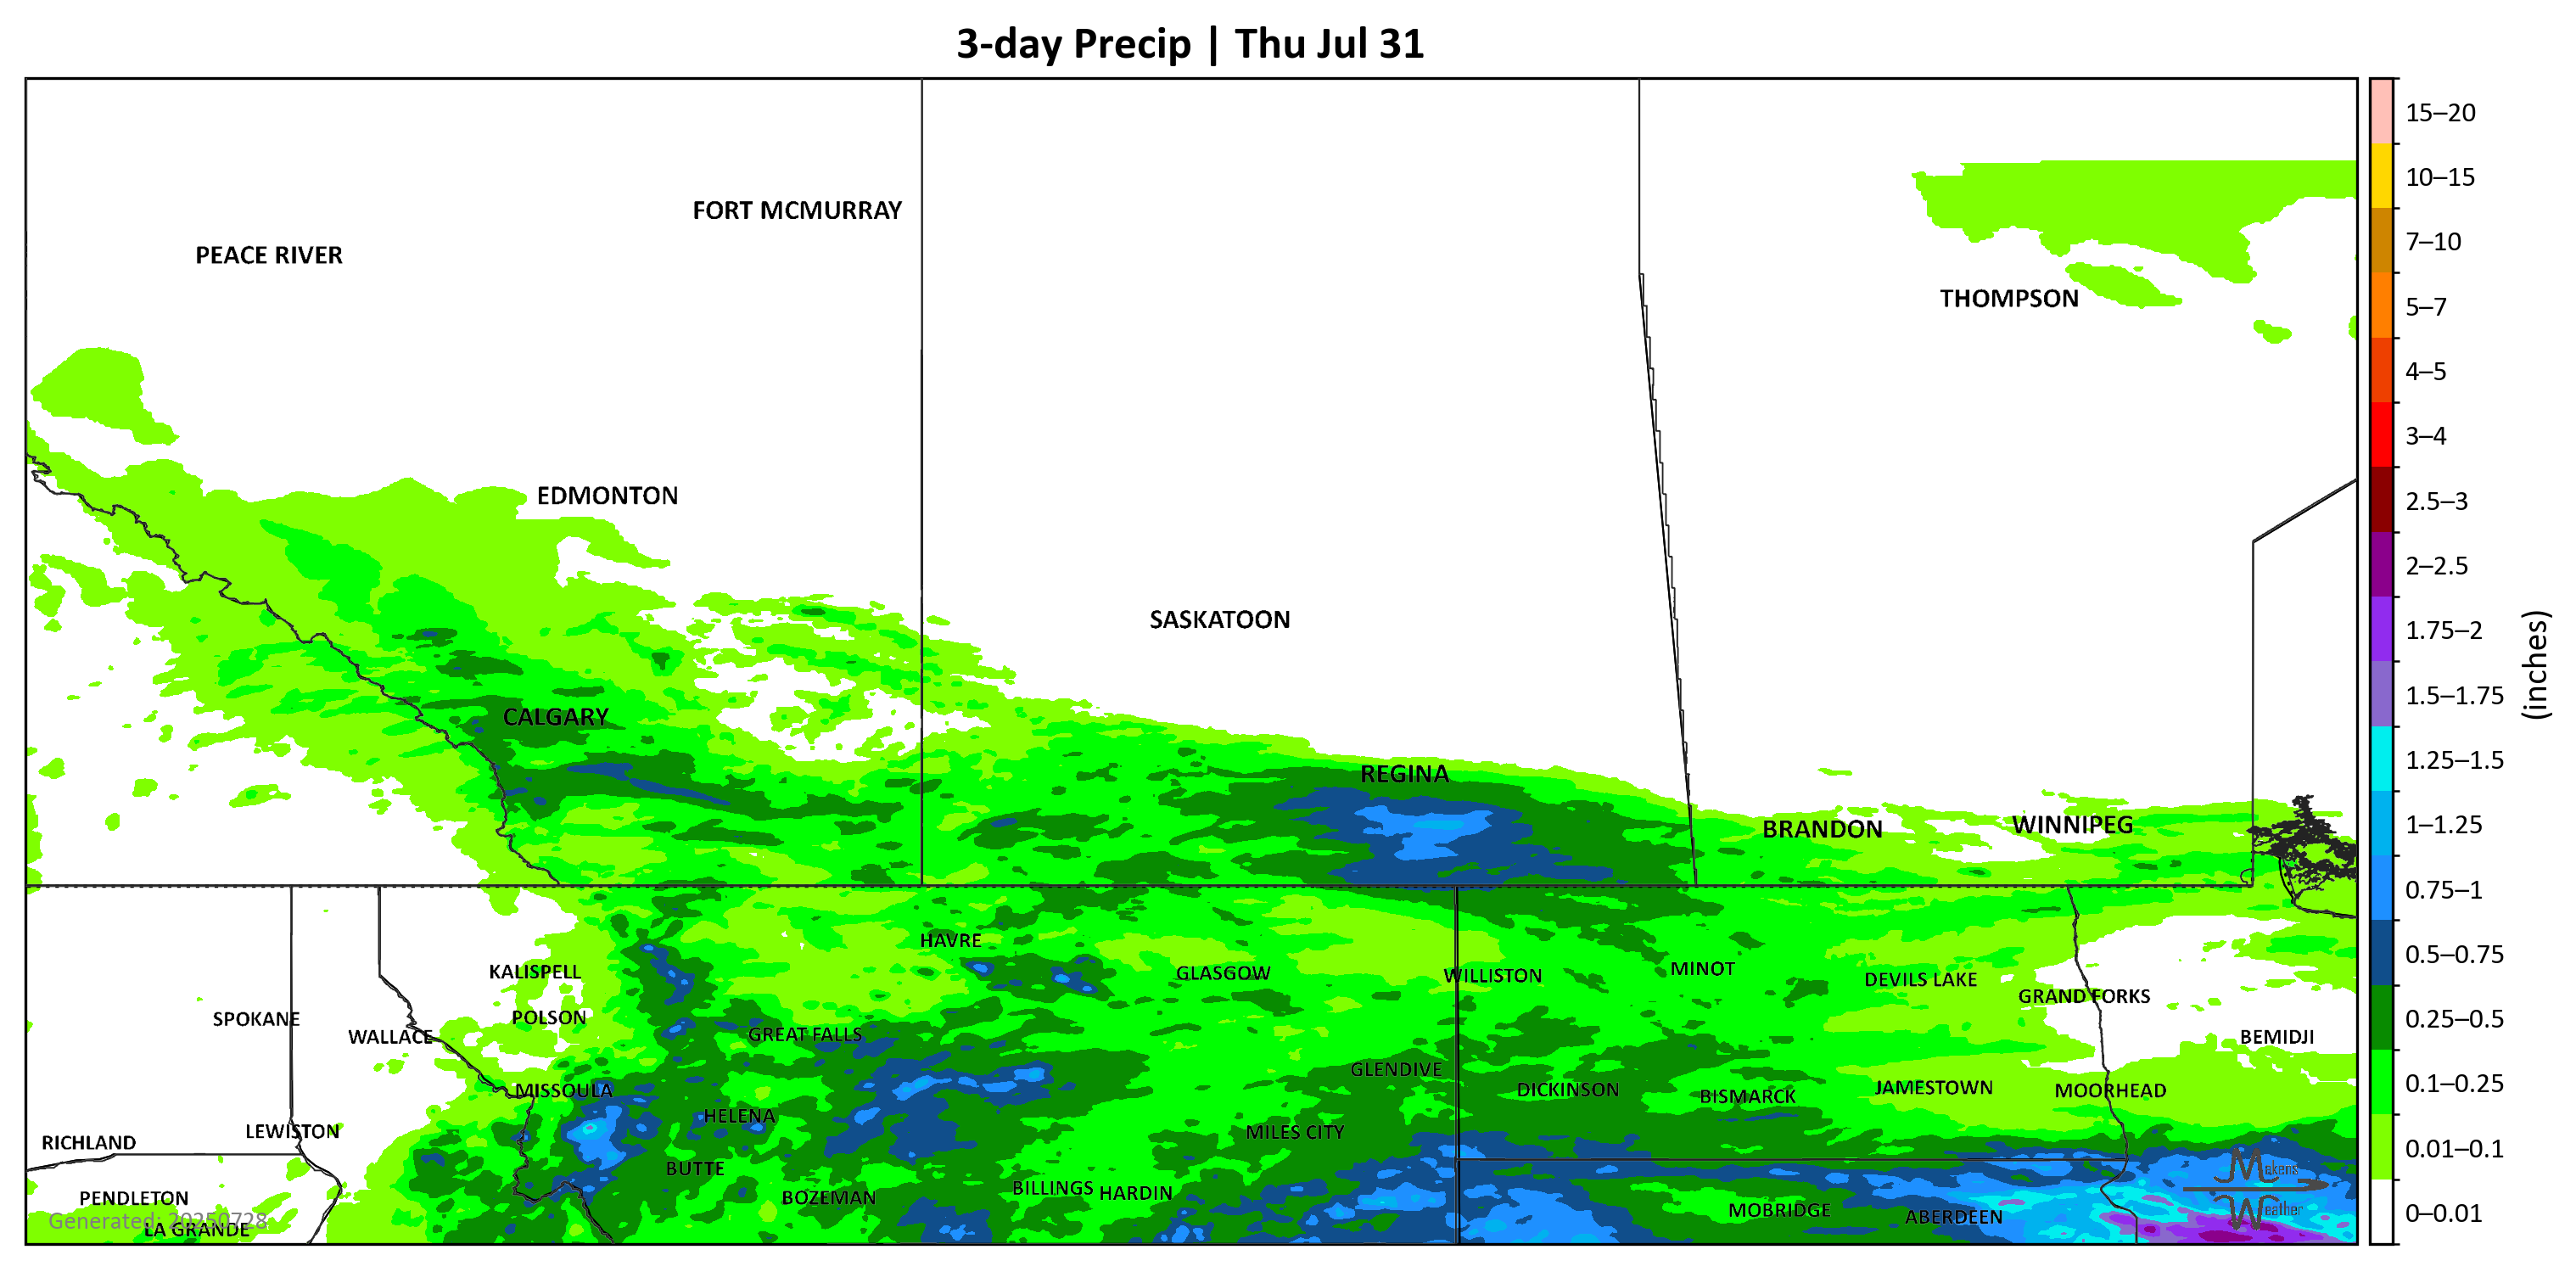 3-day Precip | Thu Jul 31
FORT MCMURRAY
PEACE RIVER
THOMPSON
EDMONTON
SASKATOON
CALGARY
REGINA
BRANDON
WINNIPEG
HAVRE
KALISPELL
GLASGOW
WILLISTON
MINOT
DEVILS LAKE
GRAND FORKS
SPOKANE
POLSON
WALLACE
GREAT FALLS
BEMIDJI
GLENDIVE
MISSOULA
DICKINSON
BISMARCK
JAMESTOWN
MOORHEAD
HELENA
LEWISTON
MILES CITY
RICHLAND
BUTTE
PENDLETON
BOZEMAN
BILLINGS
HARDIN
MOBRIDGE
ABERDEEN
Generated: 20250728
LA GRANDE
Makens
Weather
15–20
10–15
7–10
5–7
4–5
3–4
2.5–3
2–2.5
1.75–2
1.5–1.75
1.25–1.5
1–1.25
0.75–1
0.5–0.75
0.25–0.5
0.1–0.25
0.01–0.1
0–0.01
(inches)